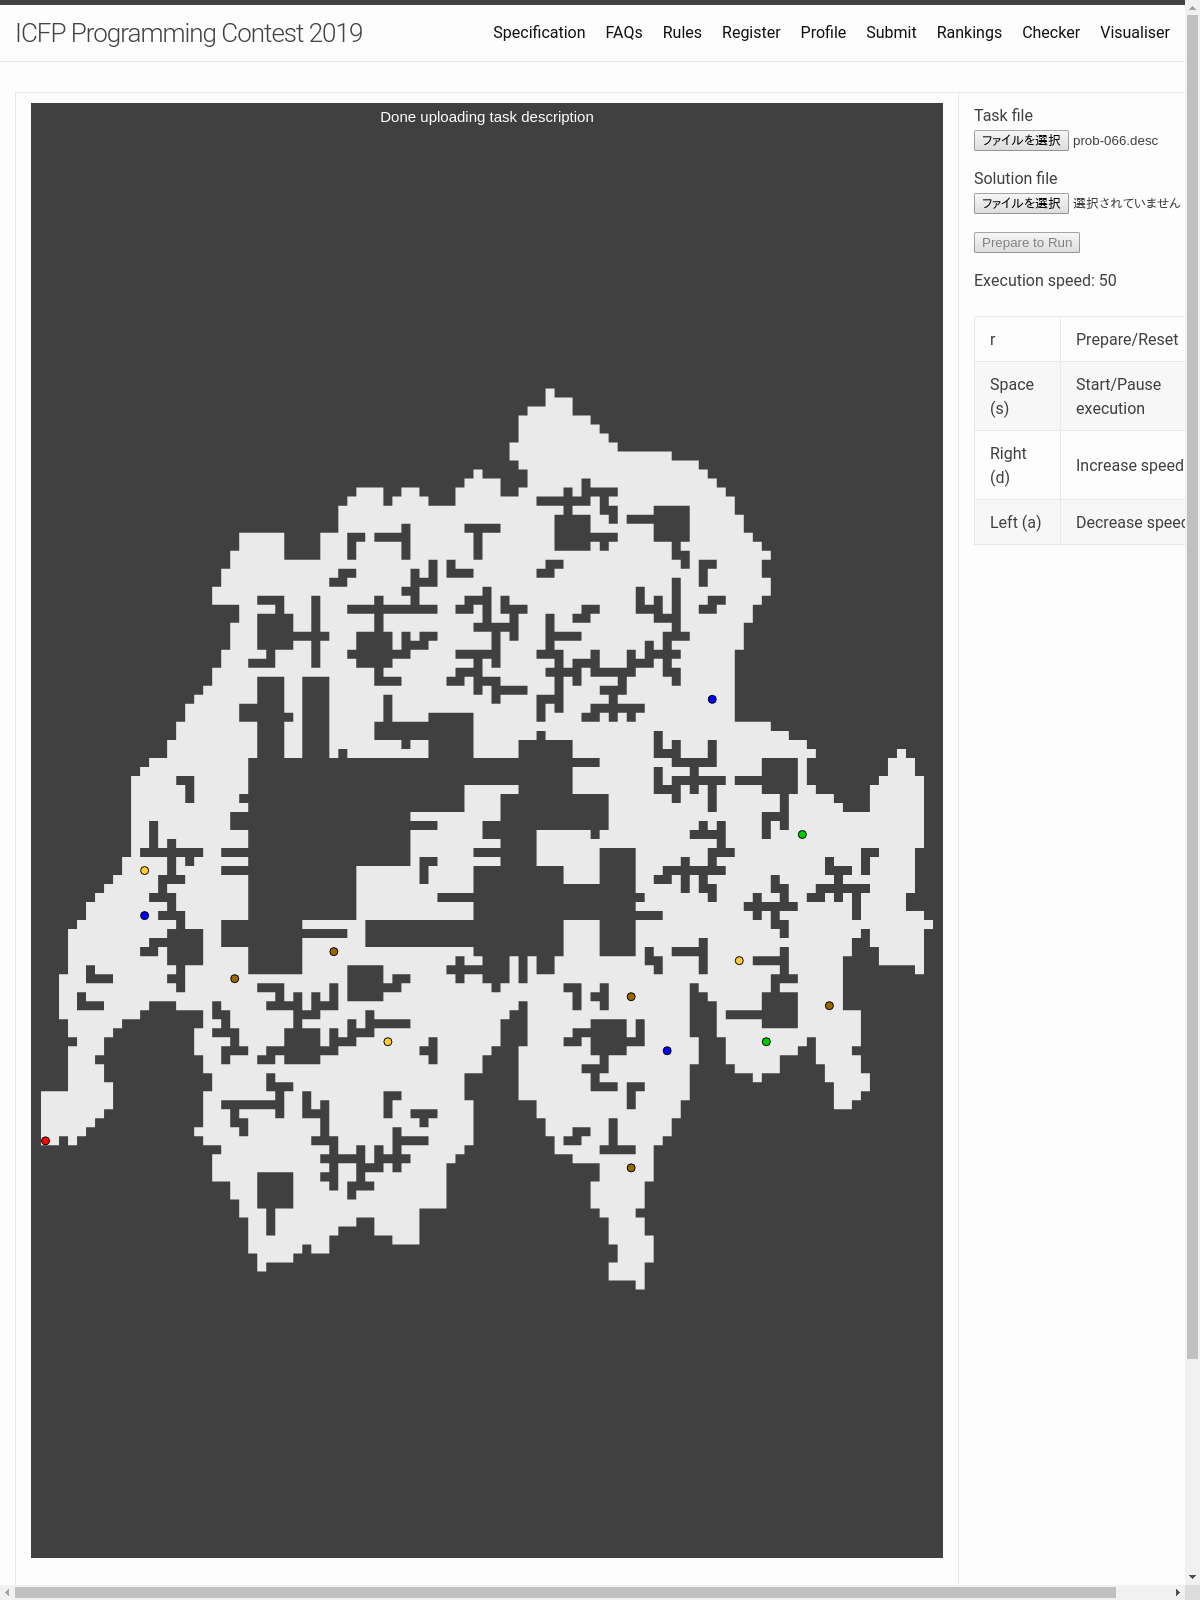 ICFP Programming Contest 2019
Specification FAQs Rules Register Profile Submit Rankings Checker Visualiser
Done uploading task description
Task file
ファイルを選択 prob-066.desc
Solution file
ファイルを選択 選択されていません
Prepare to Run
Execution speed: 50
r Prepare/Reset
Space (s) Start/Pause execution
Right (d) Increase speed
Left (a) Decrease speed